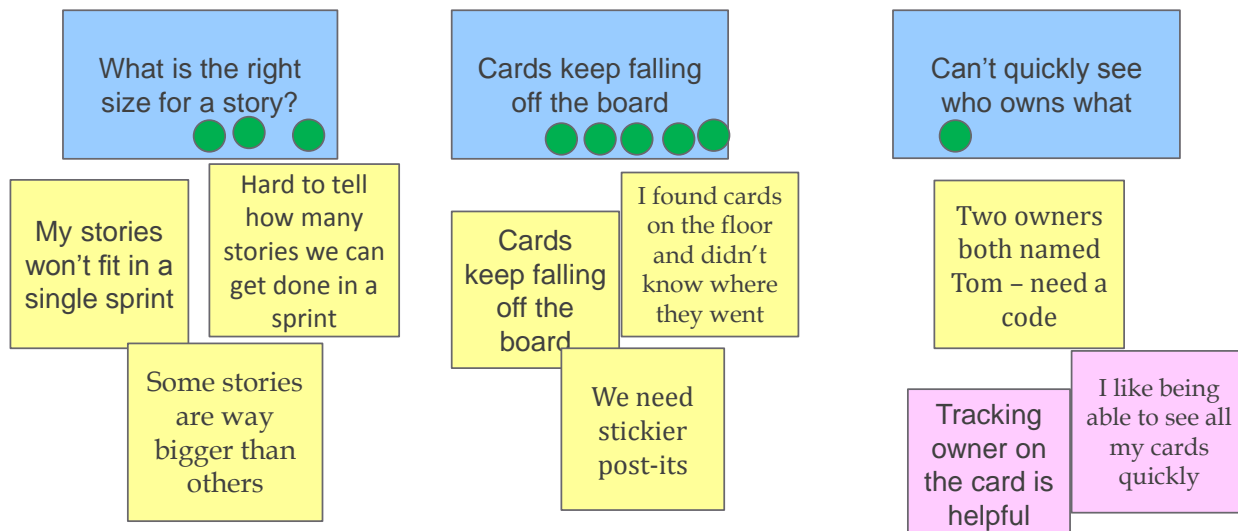 What is the right
size for a story?
My stories
won't fit in a
single sprint
Hard to tell
how many
stories we can
get done in a
sprint
Some stories
are way
bigger than
others
Cards keep falling
off the board
Cards
keep falling
off the
board
I found cards
on the floor
and didn't
know where
they went
We need
stickier
post-its
Can't quickly see
who owns what
Two owners
both named
Tom – need a
code
Tracking
owner on
the card is
helpful
I like being
able to see all
my cards
quickly